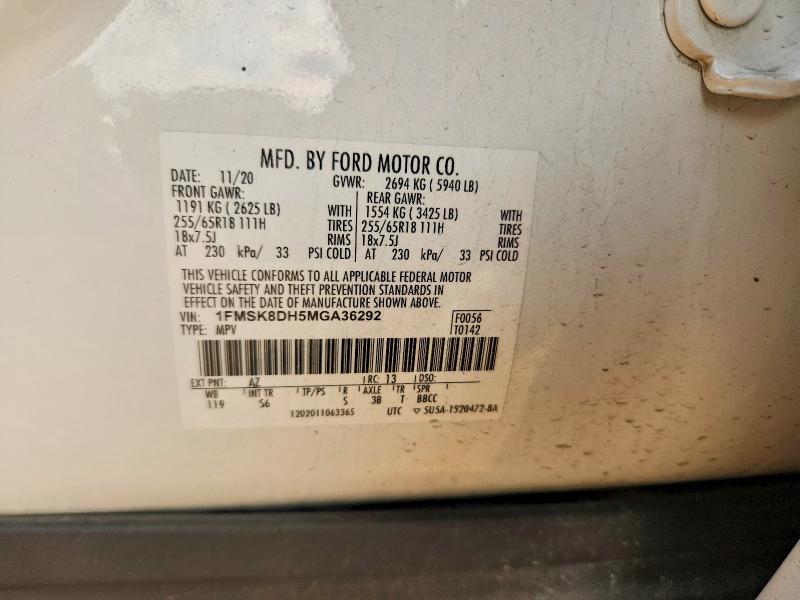 MFD. BY FORD MOTOR CO.
DATE: 11/20 GVWR: 2694 KG ( 5940 LB)
FRONT GAWR: REAR GAWR:
1191 KG ( 2625 LB) WITH 1554 KG ( 3425 LB) WITH
255/65R18 111H TIRES 255/65R18 111H TIRES
18x7.5J RIMS 18x7.5J RIMS
AT 230 kPa/ 33 PSI COLD AT 230 kPa/ 33 PSI COLD
THIS VEHICLE CONFORMS TO ALL APPLICABLE FEDERAL MOTOR
VEHICLE SAFETY AND THEFT PREVENTION STANDARDS IN
EFFECT ON THE DATE OF MANUFACTURE SHOWN ABOVE.
VIN: 1FMSK8DH5MGA36292 F0056
TYPE: MPV T0142
EXT PNT: AZ RC: 13 DSO:
WB INT TR TP/PS R AXLE TR SPR
119 S6 S 3B T BBCC
1202011063365 UTC ▽ 5U5A-1520472-BA